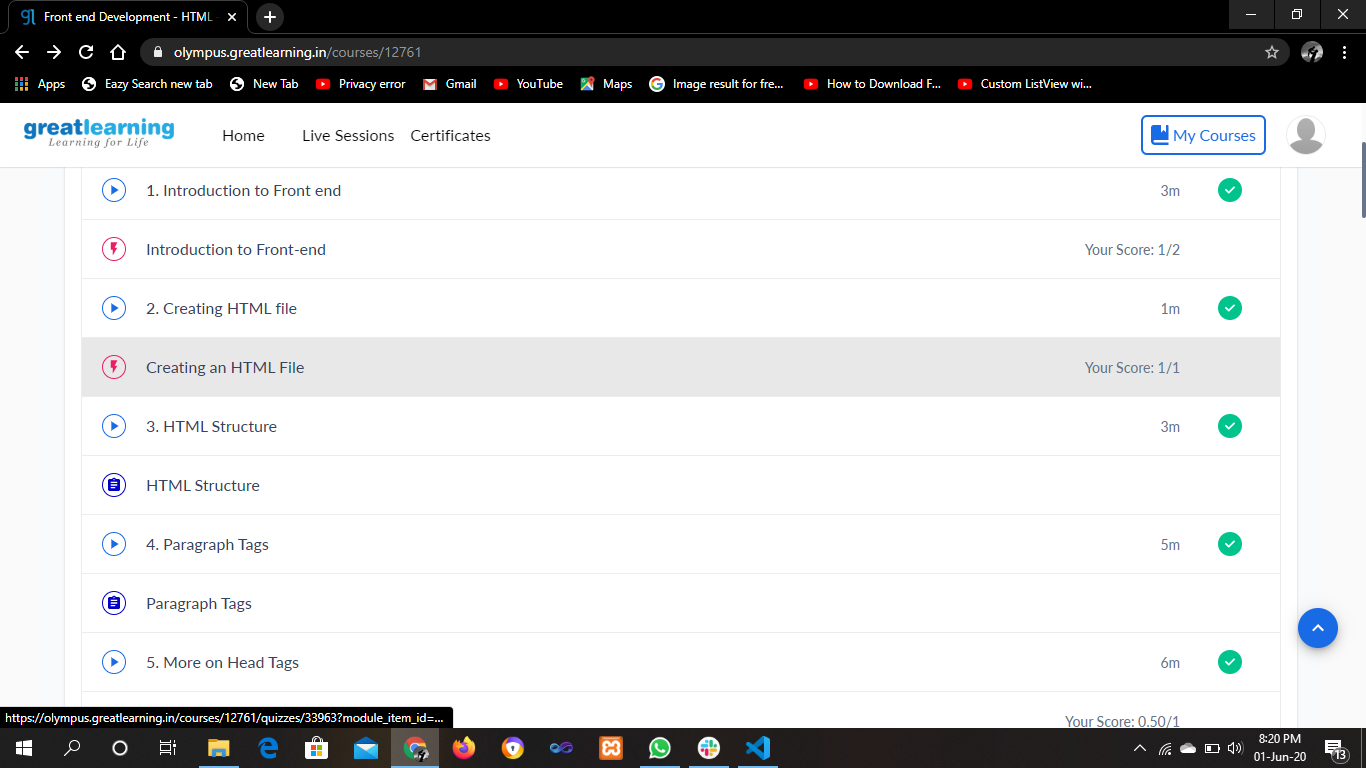 Front end Development - HTML
olympus.greatlearning.in/courses/12761
Apps Eazy Search new tab New Tab Privacy error Gmail YouTube Maps Image result for fre... How to Download F... Custom ListView wi...
greatlearning
Learning for Life
Home Live Sessions Certificates My Courses
1. Introduction to Front end 3m
Introduction to Front-end Your Score: 1/2
2. Creating HTML file 1m
Creating an HTML File Your Score: 1/1
3. HTML Structure 3m
HTML Structure
4. Paragraph Tags 5m
Paragraph Tags
5. More on Head Tags 6m
https://olympus.greatlearning.in/courses/12761/quizzes/33963?module_item_id=...
Your Score: 0.50/1
8:20 PM
01-Jun-20
13